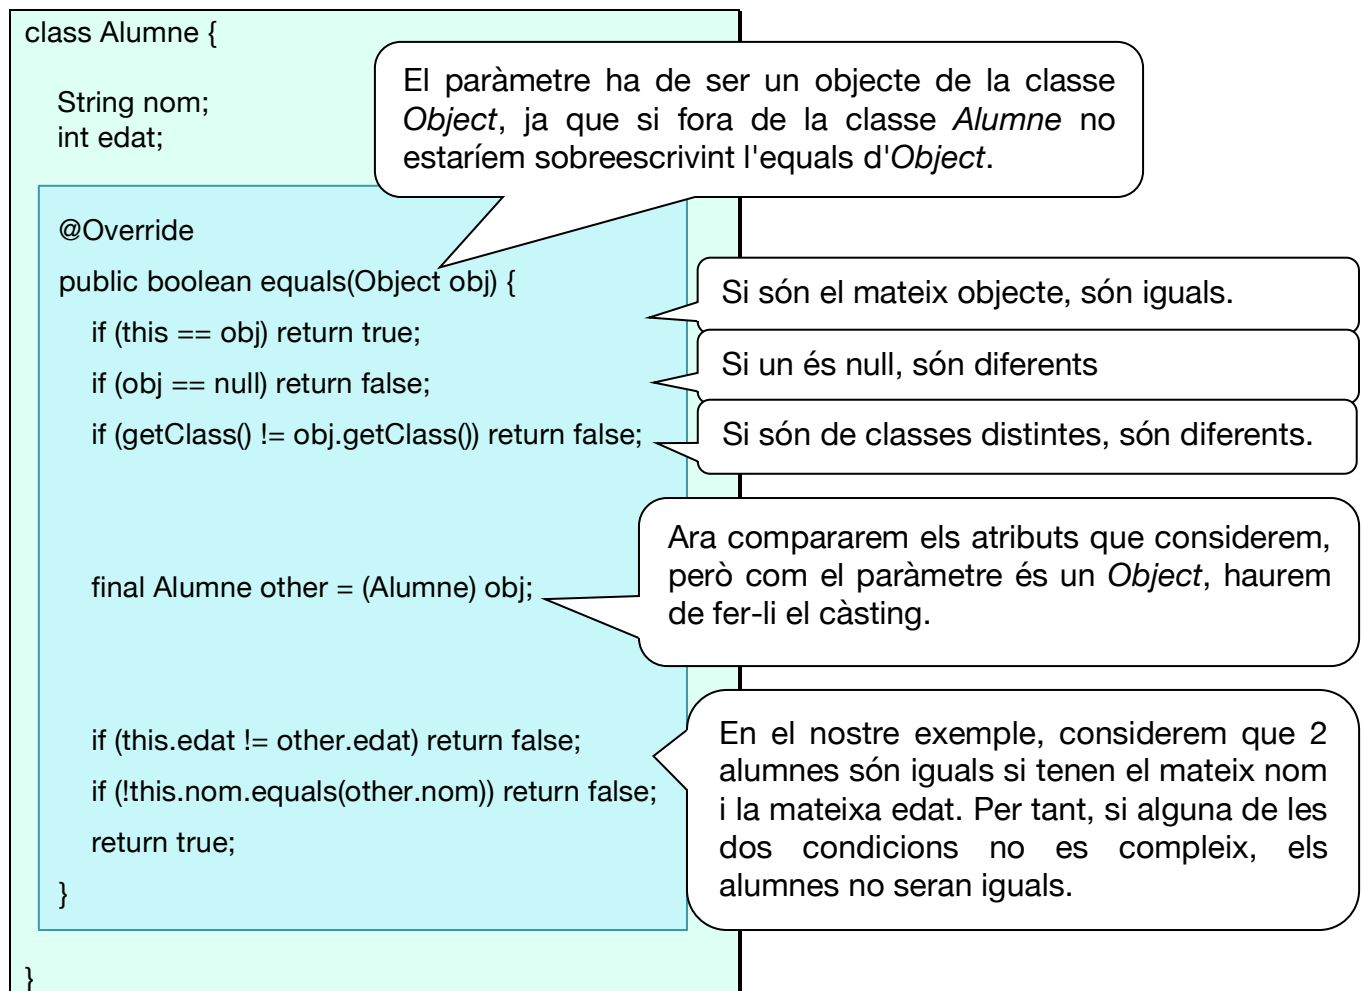 class Alumne {
String nom;
int edat;
El paràmetre ha de ser un objecte de la classe
Object, ja que si fora de la classe Alumne no
estaríem sobreescrivint l'equals d'Object.
@Override
public boolean equals(Object obj) {
Si són el mateix objecte, són iguals.
if (this == obj) return true;
Si un és null, són diferents
if (obj == null) return false;
if (getClass() != obj.getClass()) return false;
Si són de classes distintes, són diferents.
final Alumne other = (Alumne) obj;
Ara compararem els atributs que considerem,
però com el paràmetre és un Object, haurem
de fer-li el càsting.
if (this.edat != other.edat) return false;
if (!this.nom.equals(other.nom)) return false;
return true;
}
En el nostre exemple, considerem que 2
alumnes són iguals si tenen el mateix nom
i la mateixa edat. Per tant, si alguna de les
dos condicions no es compleix, els
alumnes no seran iguals.
}